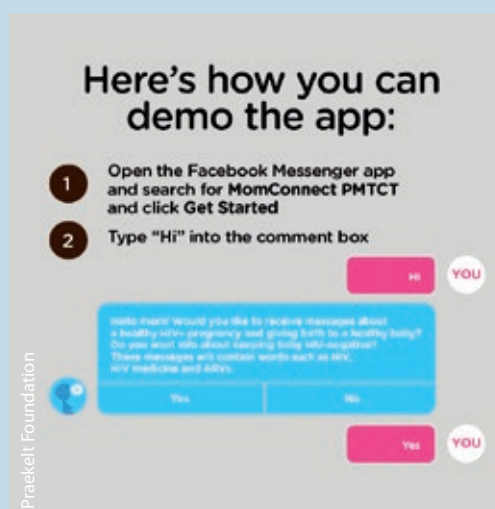 Here's how you can
demo the app:
1
Open the Facebook Messenger app
and search for MomConnect PMTCT
and click Get Started
2
Type "Hi" into the comment box
Hi
YOU
Hello mom! Would you like to receive messages about
a healthy HIV+ pregnancy and giving birth to a healthy baby?
Do you want info about keeping baby HIV-negative?
These messages will contain words such as HIV,
HIV medicine and ARVs.
Yes
No
Yes
YOU
Praekelt Foundation